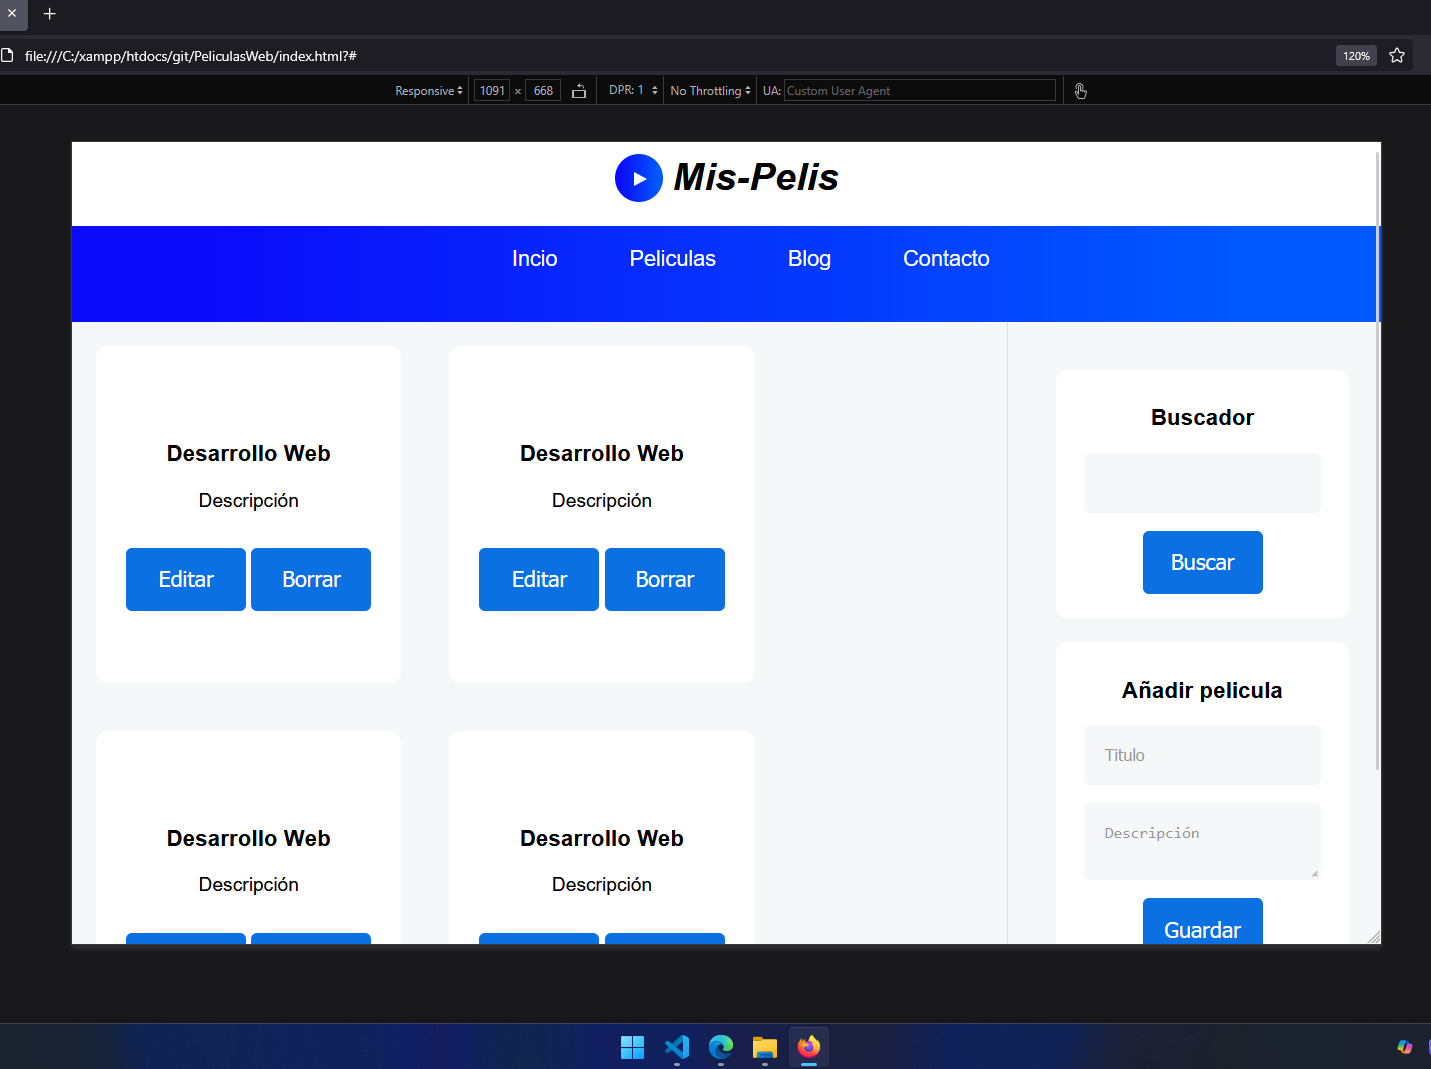 file:///C:/xampp/htdocs/git/PeliculasWeb/index.html?#
120%
Responsive 1091 × 668 DPR: 1 No Throttling UA: Custom User Agent
Mis-Pelis
Incio Peliculas Blog Contacto
Desarrollo Web
Descripción
Editar Borrar
Desarrollo Web
Descripción
Editar Borrar
Desarrollo Web
Descripción
Desarrollo Web
Descripción
Buscador
Buscar
Añadir pelicula
Titulo
Descripción
Guardar